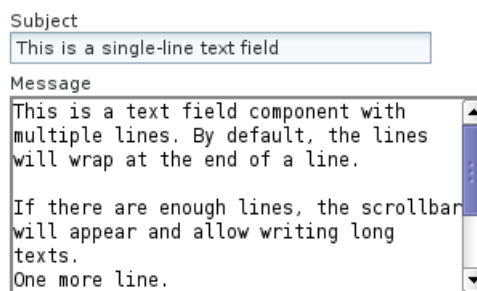 Subject
This is a single-line text field
Message
This is a text field component with
multiple lines. By default, the lines
will wrap at the end of a line.
If there are enough lines, the scrollbar
will appear and allow writing long
texts.
One more line.